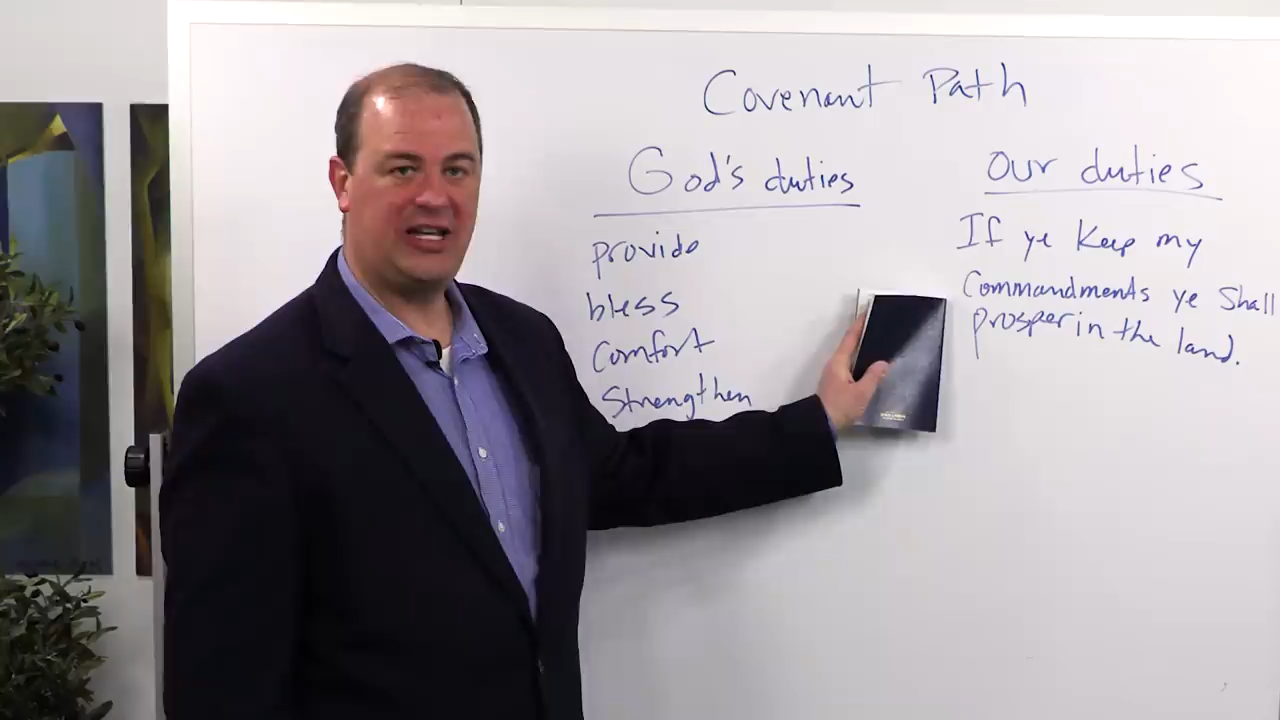 Covenant Path
God's duties
provide
bless
Comfort
Strengthen
Our duties
If ye Keep my
Commandments ye Shall
prosper in the land.